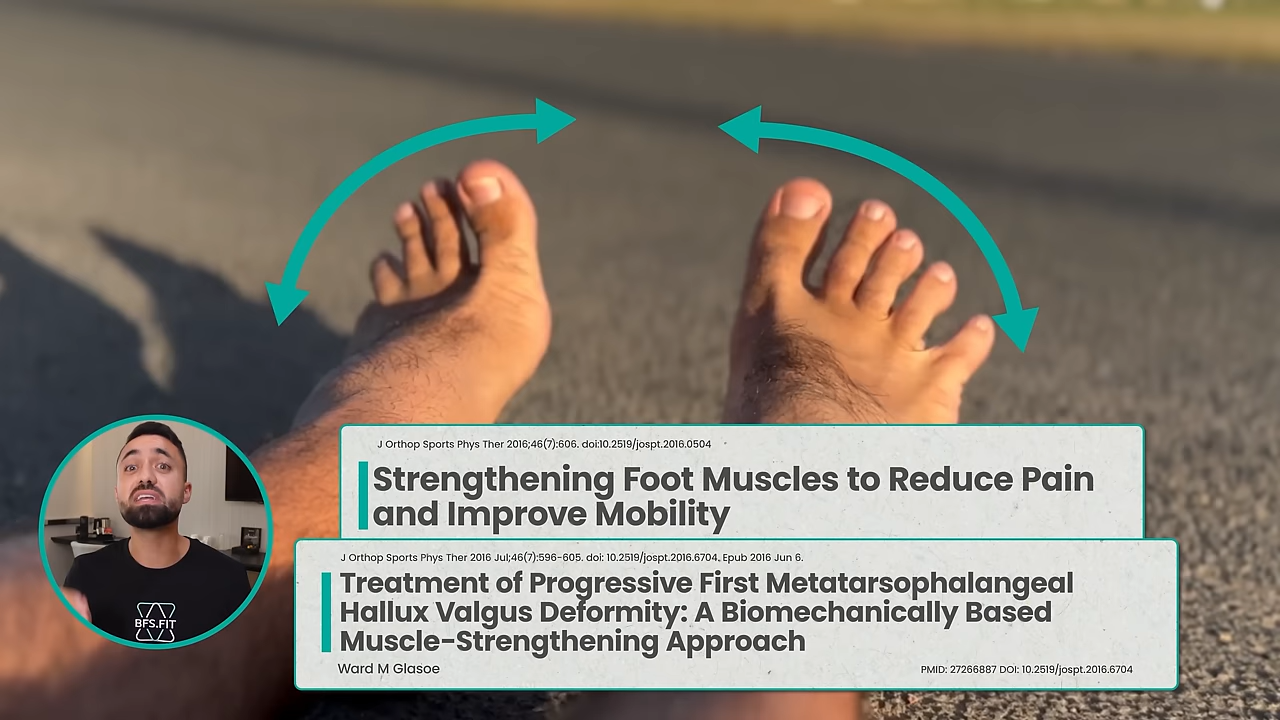 J Orthop Sports Phys Ther 2016;46(7):606. doi:10.2519/jospt.2016.0504
Strengthening Foot Muscles to Reduce Pain
and Improve Mobility
J Orthop Sports Phys Ther 2016 Jul;46(7):596-605. doi: 10.2519/jospt.2016.6704, Epub 2016 Jun 6.
Treatment of Progressive First Metatarsophalangeal
Hallux Valgus Deformity: A Biomechanically Based
Muscle-Strengthening Approach
Ward M Glasoe
PMID: 27266887 DOI: 10.2519/jospt.2016.6704
BFS.FIT